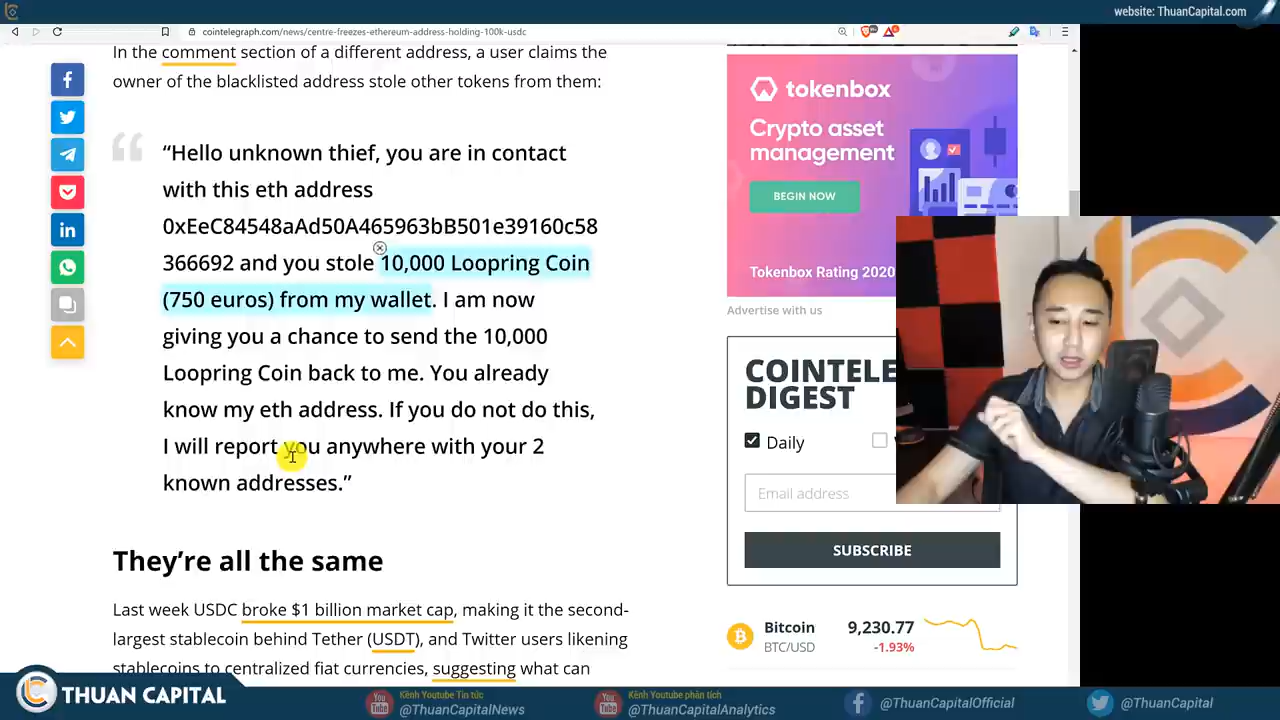 website: ThuanCapital.com
cointelegraph.com/news/centre-freezes-ethereum-address-holding-100k-usdc
In the comment section of a different address, a user claims the
owner of the blacklisted address stole other tokens from them:
“Hello unknown thief, you are in contact
with this eth address
0xEeC84548aAd50A465963bB501e39160c58
366692 and you stole 10,000 Loopring Coin
(750 euros) from my wallet. I am now
giving you a chance to send the 10,000
Loopring Coin back to me. You already
know my eth address. If you do not do this,
I will report you anywhere with your 2
known addresses.”
They’re all the same
Last week USDC broke $1 billion market cap, making it the second-
largest stablecoin behind Tether (USDT), and Twitter users likening
stablecoins to centralized fiat currencies, suggesting what can
tokenbox
Crypto asset
management
BEGIN NOW
Tokenbox Rating 2020
Advertise with us
COINTELE
DIGEST
Daily
Email address
SUBSCRIBE
Bitcoin 9,230.77
BTC/USD -1.93%
THUAN CAPITAL
Kênh Youtube Tin tức
@ThuanCapitalNews
Kênh Youtube phân tích
@ThuanCapitalAnalytics
@ThuanCapitalOfficial
@ThuanCapital